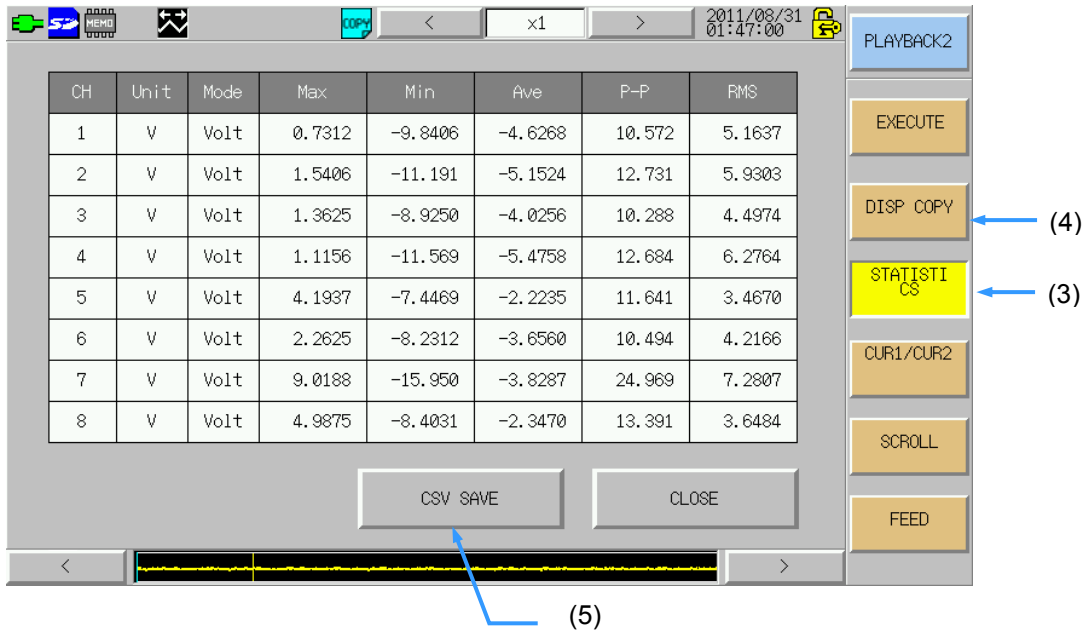 SD MEMO COPY < x1 > 2011/08/31
01:47:00
PLAYBACK2
CH Unit Mode Max Min Ave P-P RMS
1 V Volt 0.7312 -9.8406 -4.6268 10.572 5.1637
2 V Volt 1.5406 -11.191 -5.1524 12.731 5.9303
3 V Volt 1.3625 -8.9250 -4.0256 10.288 4.4974
4 V Volt 1.1156 -11.569 -5.4758 12.684 6.2764
5 V Volt 4.1937 -7.4469 -2.2235 11.641 3.4670
6 V Volt 2.2625 -8.2312 -3.6560 10.494 4.2166
7 V Volt 9.0188 -15.950 -3.8287 24.969 7.2807
8 V Volt 4.9875 -8.4031 -2.3470 13.391 3.6484
CSV SAVE CLOSE
< >
EXECUTE
DISP COPY (4)
STATISTI
CS (3)
CUR1/CUR2
SCROLL
FEED
(5)